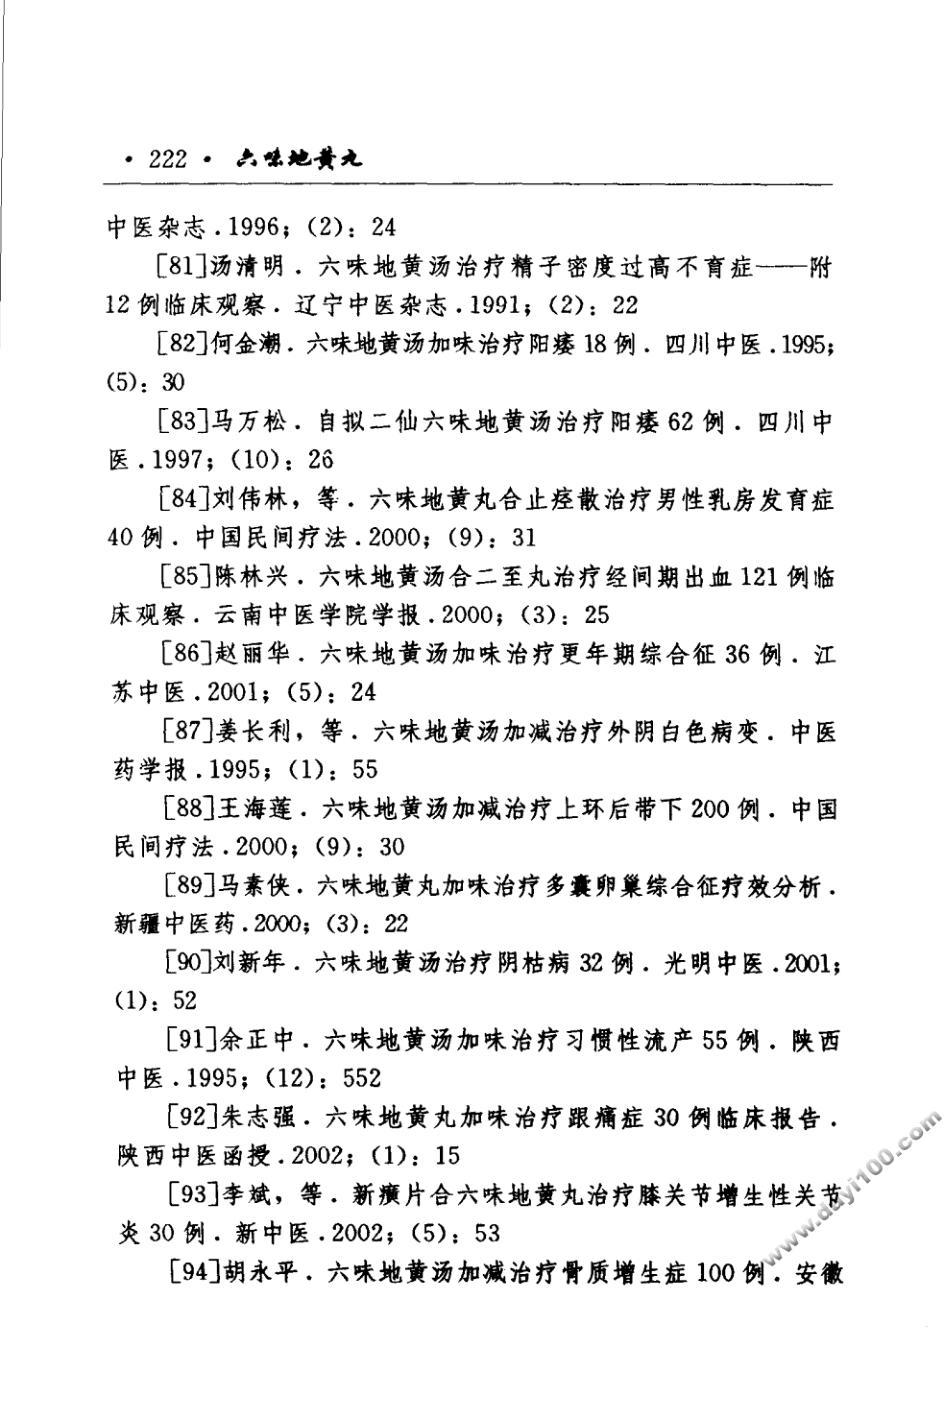 · 222 · 六味地黄丸
中医杂志.1996；(2)：24
[81]汤清明．六味地黄汤治疗精子密度过高不育症——附
12例临床观察．辽宁中医杂志.1991；(2)：22
[82]何金潮．六味地黄汤加味治疗阳痿18例．四川中医.1995；
(5)：30
[83]马万松．自拟二仙六味地黄汤治疗阳痿62例．四川中
医.1997；(10)：26
[84]刘伟林，等．六味地黄丸合止痉散治疗男性乳房发育症
40例．中国民间疗法.2000；(9)：31
[85]陈林兴．六味地黄汤合二至丸治疗经间期出血121例临
床观察．云南中医学院学报.2000；(3)：25
[86]赵丽华．六味地黄汤加味治疗更年期综合征36例．江
苏中医.2001；(5)：24
[87]姜长利，等．六味地黄汤加减治疗外阴白色病变．中医
药学报.1995；(1)：55
[88]王海莲．六味地黄汤加减治疗上环后带下200例．中国
民间疗法.2000；(9)：30
[89]马素侠．六味地黄丸加味治疗多囊卵巢综合征疗效分析．
新疆中医药.2000；(3)：22
[90]刘新年．六味地黄汤治疗阴枯病32例．光明中医.2001；
(1)：52
[91]余正中．六味地黄汤加味治疗习惯性流产55例．陕西
中医.1995；(12)：552
[92]朱志强．六味地黄丸加味治疗跟痛症30例临床报告．
陕西中医函授.2002；(1)：15
[93]李斌，等．新癀片合六味地黄丸治疗膝关节增生性关节
炎30例．新中医.2002；(5)：53
[94]胡永平．六味地黄汤加减治疗骨质增生症100例．安徽
www.dayi100.com